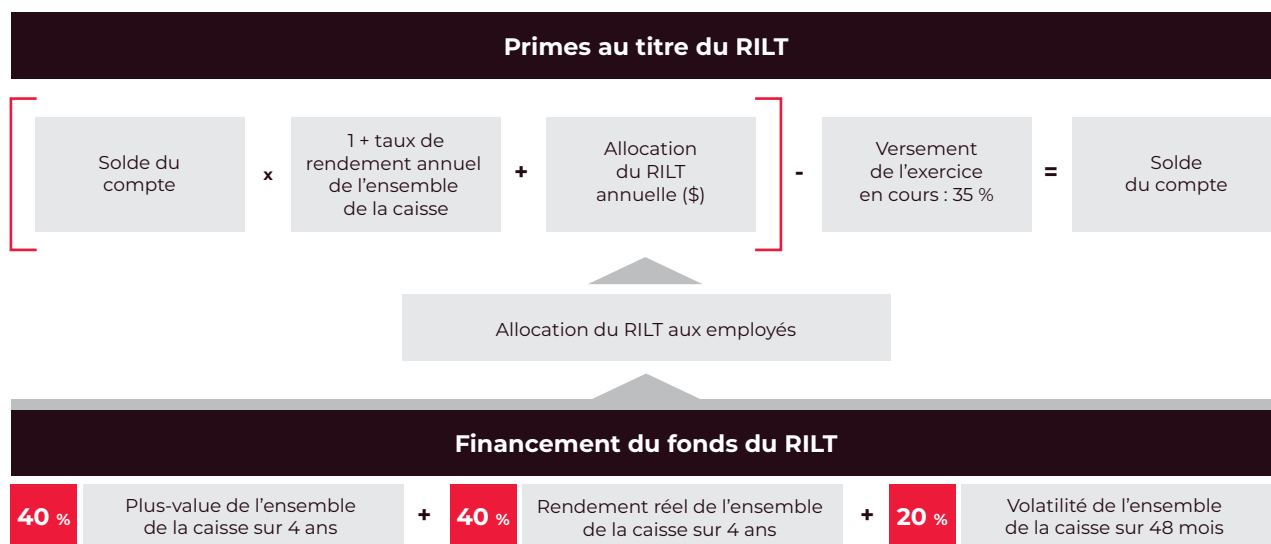 Primes au titre du RILT
Solde du
compte
x
1 + taux de
rendement annuel
de l'ensemble
de la caisse
+
Allocation
du RILT
annuelle ($)
-
Versement
de l'exercice
en cours : 35 %
=
Solde
du compte
Allocation du RILT aux employés
Financement du fonds du RILT
40 %
Plus-value de l'ensemble
de la caisse sur 4 ans
+
40 %
Rendement réel de l'ensemble
de la caisse sur 4 ans
+
20 %
Volatilité de l'ensemble
de la caisse sur 48 mois